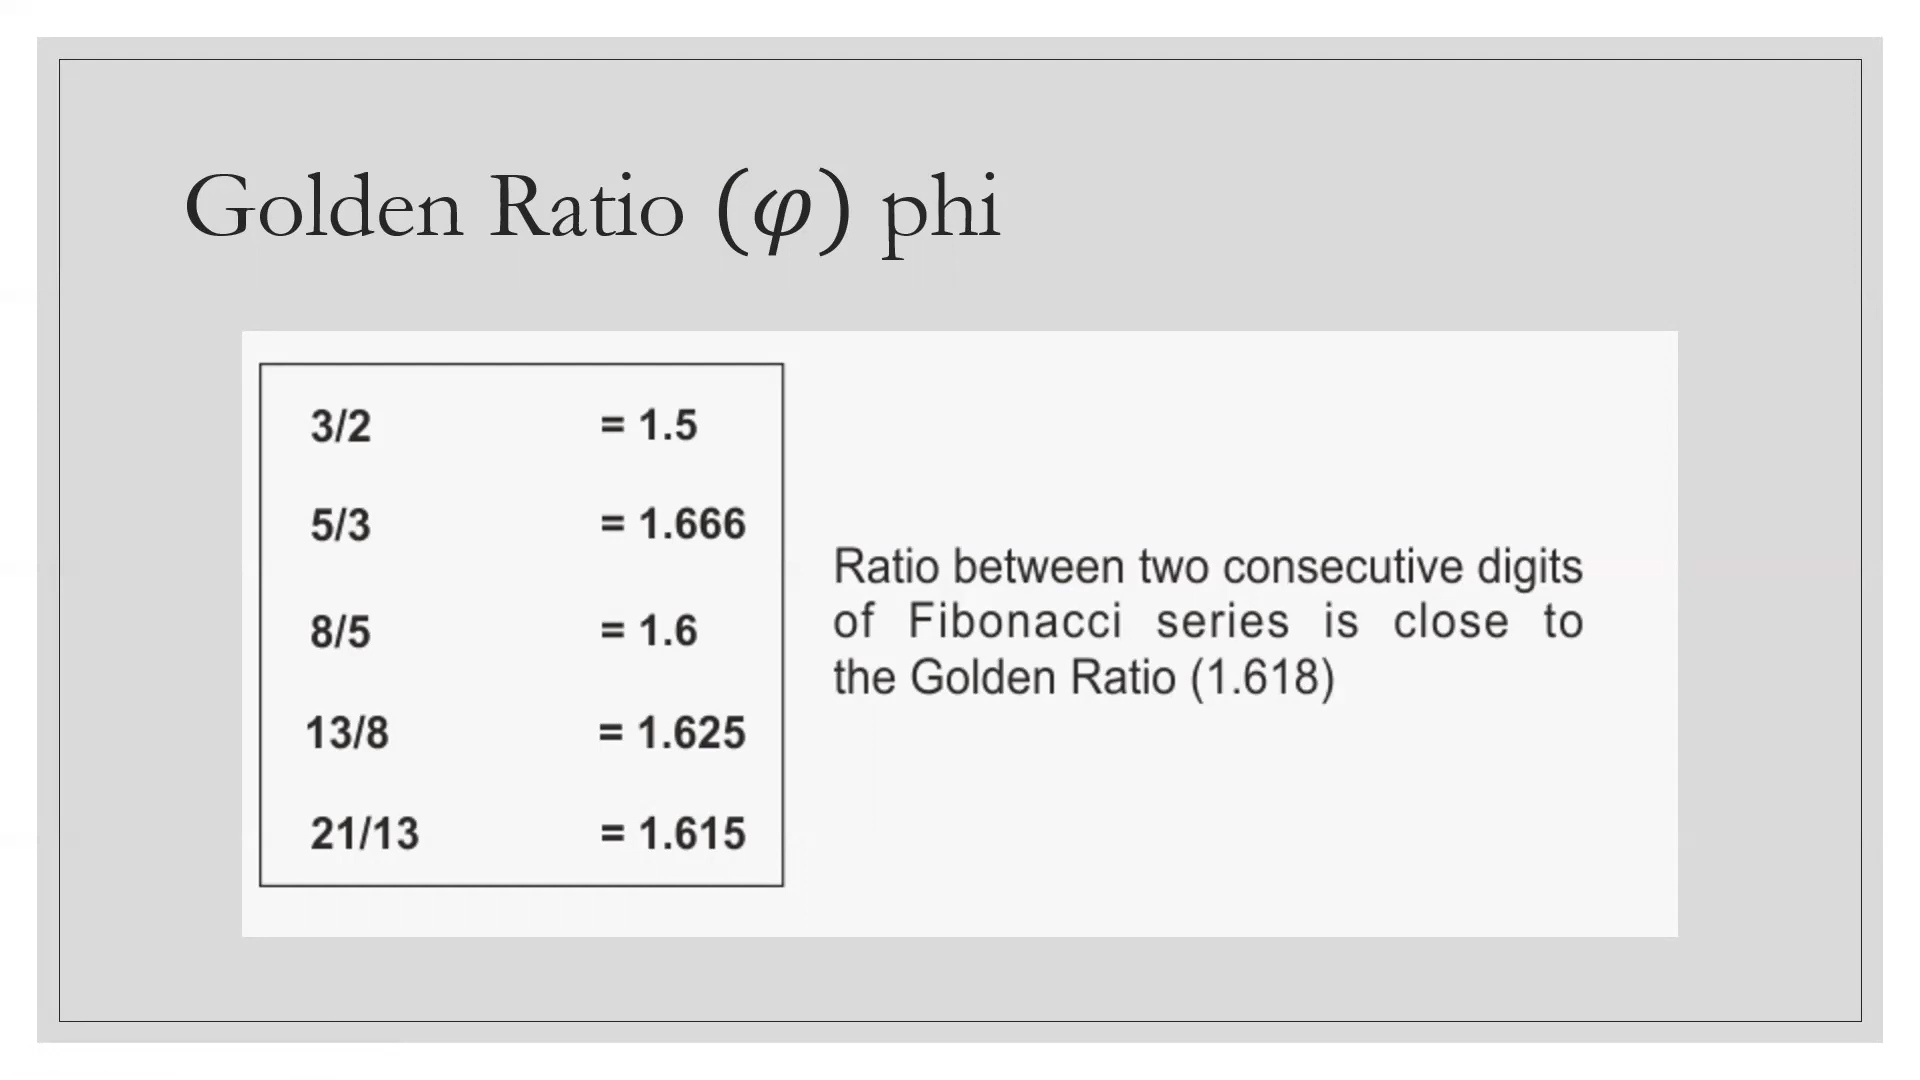 Golden Ratio (φ) phi
3/2 = 1.5
5/3 = 1.666
8/5 = 1.6
13/8 = 1.625
21/13 = 1.615
Ratio between two consecutive digits
of Fibonacci series is close to
the Golden Ratio (1.618)